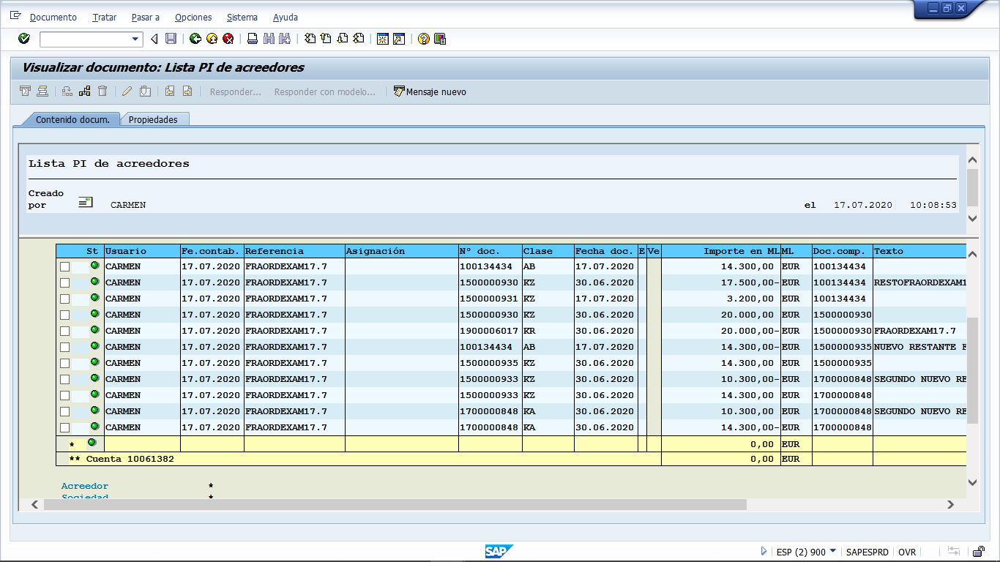 Documento Tratar Pasar a Opciones Sistema Ayuda
Visualizar documento: Lista PI de acreedores
Responder... Responder con modelo... Mensaje nuevo
Contenido docum. Propiedades
Lista PI de acreedores
Creado
por CARMEN el 17.07.2020 10:08:53
St Usuario Fe.contab. Referencia Asignación N° doc. Clase Fecha doc. E Ve Importe en ML ML Doc.comp. Texto
CARMEN 17.07.2020 FRAORDEXAM17.7 100134434 AB 17.07.2020 14.300,00 EUR 100134434
CARMEN 17.07.2020 FRAORDEXAM17.7 1500000930 KZ 30.06.2020 17.500,00- EUR 100134434 RESTOFRAORDEXAM1
CARMEN 17.07.2020 FRAORDEXAM17.7 1500000931 KZ 17.07.2020 3.200,00 EUR 100134434
CARMEN 17.07.2020 FRAORDEXAM17.7 1500000930 KZ 30.06.2020 20.000,00 EUR 1500000930
CARMEN 17.07.2020 FRAORDEXAM17.7 1900006017 KR 30.06.2020 20.000,00- EUR 1500000930 FRAORDEXAM17.7
CARMEN 17.07.2020 FRAORDEXAM17.7 100134434 AB 17.07.2020 14.300,00- EUR 1500000935 NUEVO RESTANTE F
CARMEN 17.07.2020 FRAORDEXAM17.7 1500000935 KZ 30.06.2020 14.300,00 EUR 1500000935
CARMEN 17.07.2020 FRAORDEXAM17.7 1500000933 KZ 30.06.2020 10.300,00- EUR 1700000848 SEGUNDO NUEVO RE
CARMEN 17.07.2020 FRAORDEXAM17.7 1500000933 KZ 30.06.2020 14.300,00 EUR 1700000848
CARMEN 17.07.2020 FRAORDEXAM17.7 1700000848 KA 30.06.2020 10.300,00 EUR 1700000848 SEGUNDO NUEVO RE
CARMEN 17.07.2020 FRAORDEXAM17.7 1700000848 KA 30.06.2020 14.300,00- EUR 1700000848
* 0,00 EUR
** Cuenta 10061382 0,00 EUR
Acreedor *
Sociedad *
SAP ESP (2) 900 SAPESPRD OVR